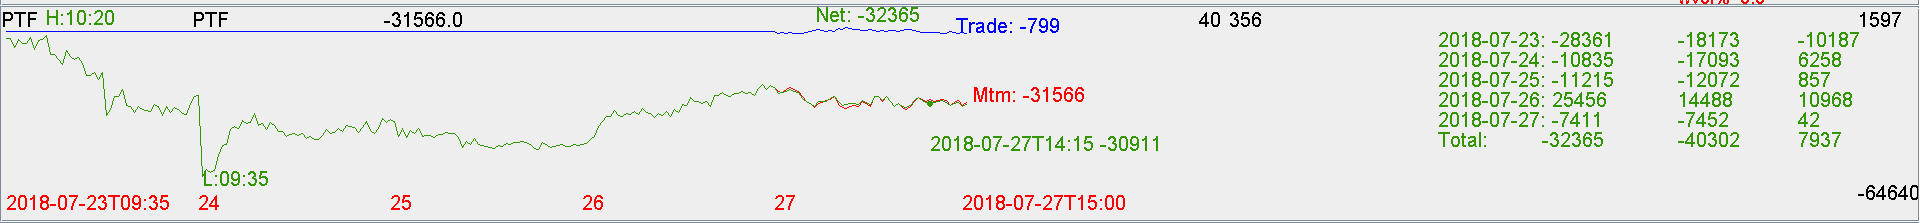 PTF H:10:20 PTF -31566.0 Net: -32365 Trade: -799 40 356 1597
2018-07-23: -28361 -18173 -10187
2018-07-24: -10835 -17093 6258
2018-07-25: -11215 -12072 857
2018-07-26: 25456 14488 10968
2018-07-27: -7411 -7452 42
Total: -32365 -40302 7937
Mtm: -31566
2018-07-27T14:15 -30911
L:09:35
-64640
2018-07-23T09:35 24 25 26 27 2018-07-27T15:00